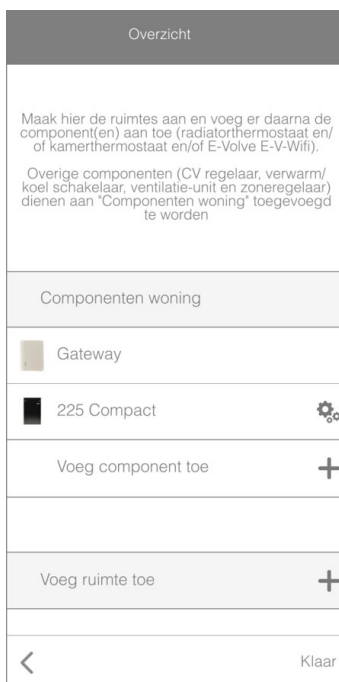 Overzicht
Maak hier de ruimtes aan en voeg er daarna de
component(en) aan toe (radiatorthermostaat en/
of kamerthermostaat en/of E-Volve E-V-Wifi).
Overige componenten (CV regelaar, verwarm/
koel schakelaar, ventilatie-unit en zoneregelaar)
dienen aan "Componenten woning" toegevoegd
te worden
Componenten woning
Gateway
225 Compact
Voeg component toe
Voeg ruimte toe
Klaar